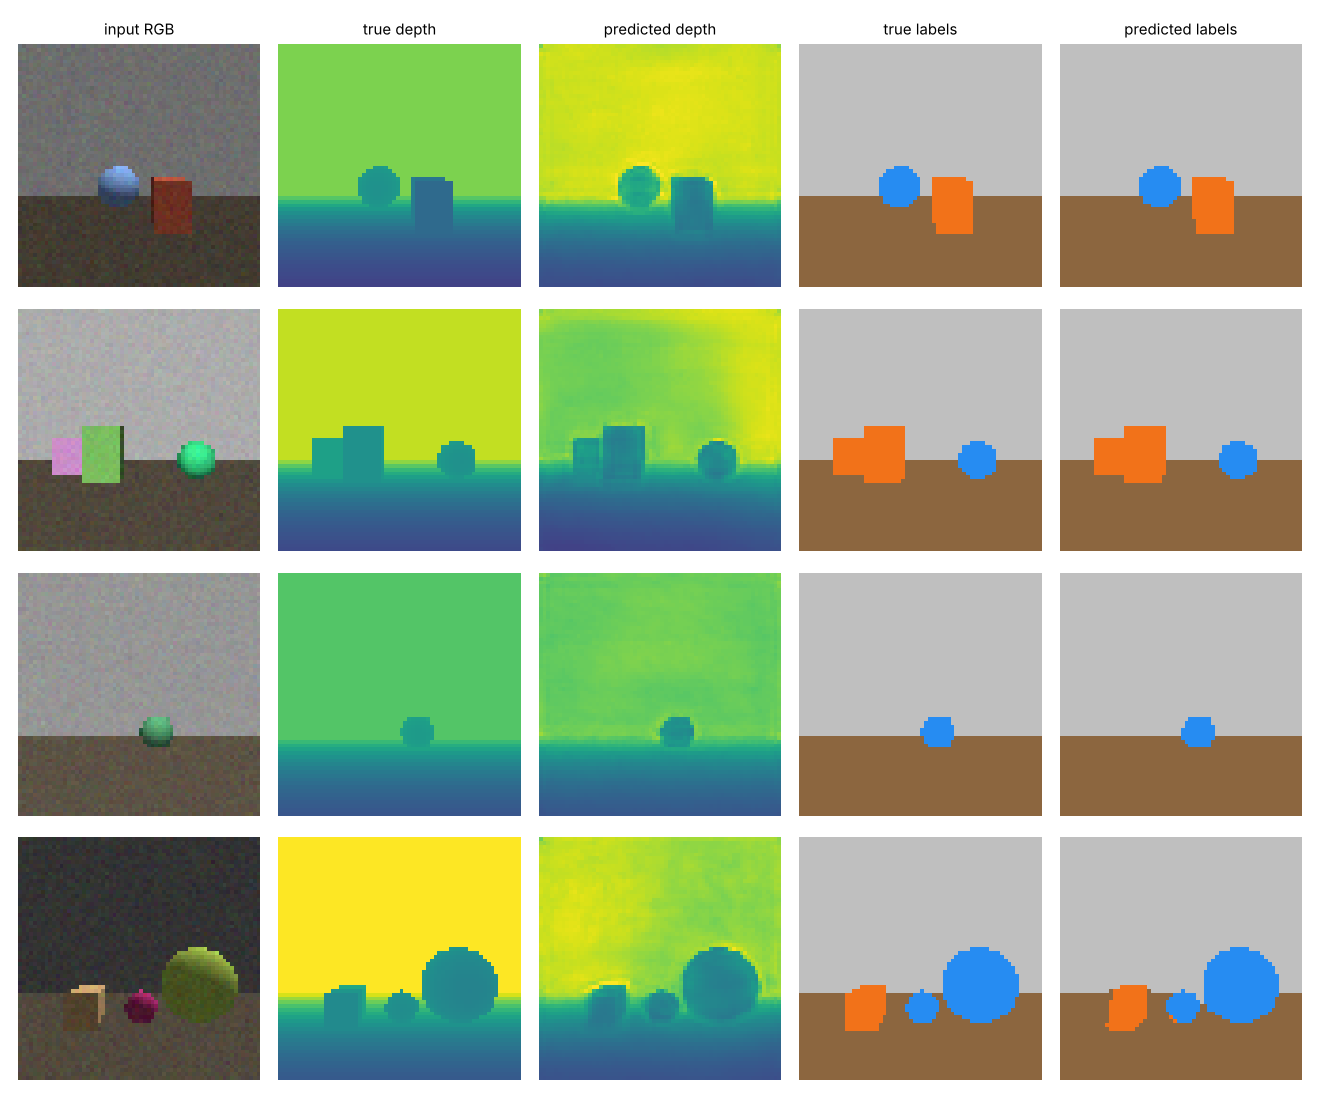 input RGB
true depth
predicted depth
true labels
predicted labels